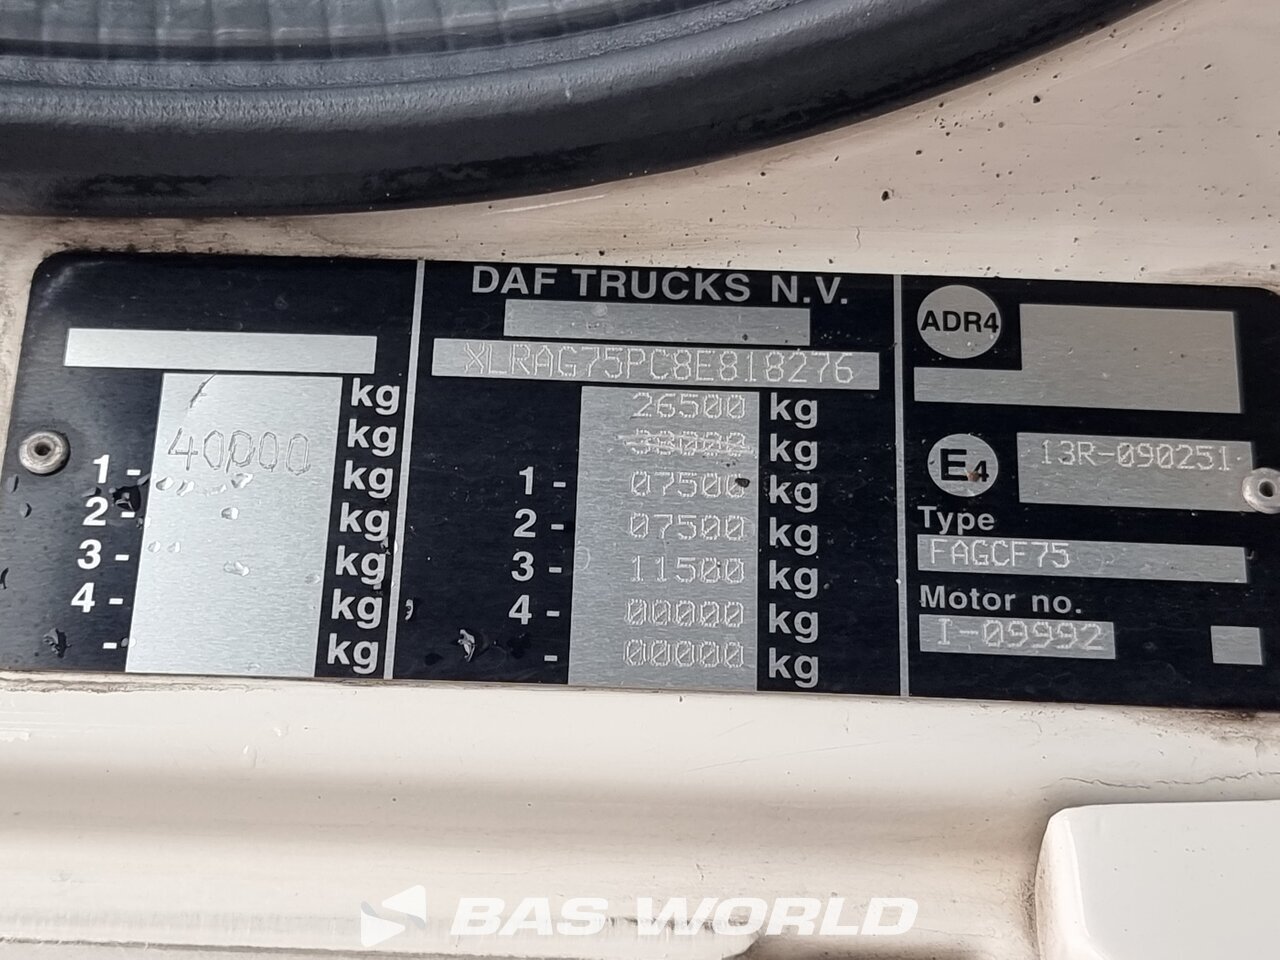 DAF TRUCKS N.V.
XLRAG75PC8E818276
kg
40000 kg
1- kg
2- kg
3- kg
4- kg
- kg
26500 kg
kg
1 - 07500 kg
2 - 07500 kg
3 - 11500 kg
4 - 00000 kg
- 00000 kg
ADR4
E4 13R-090251
Type
FAGCF75
Motor no.
I-09992
BAS WORLD